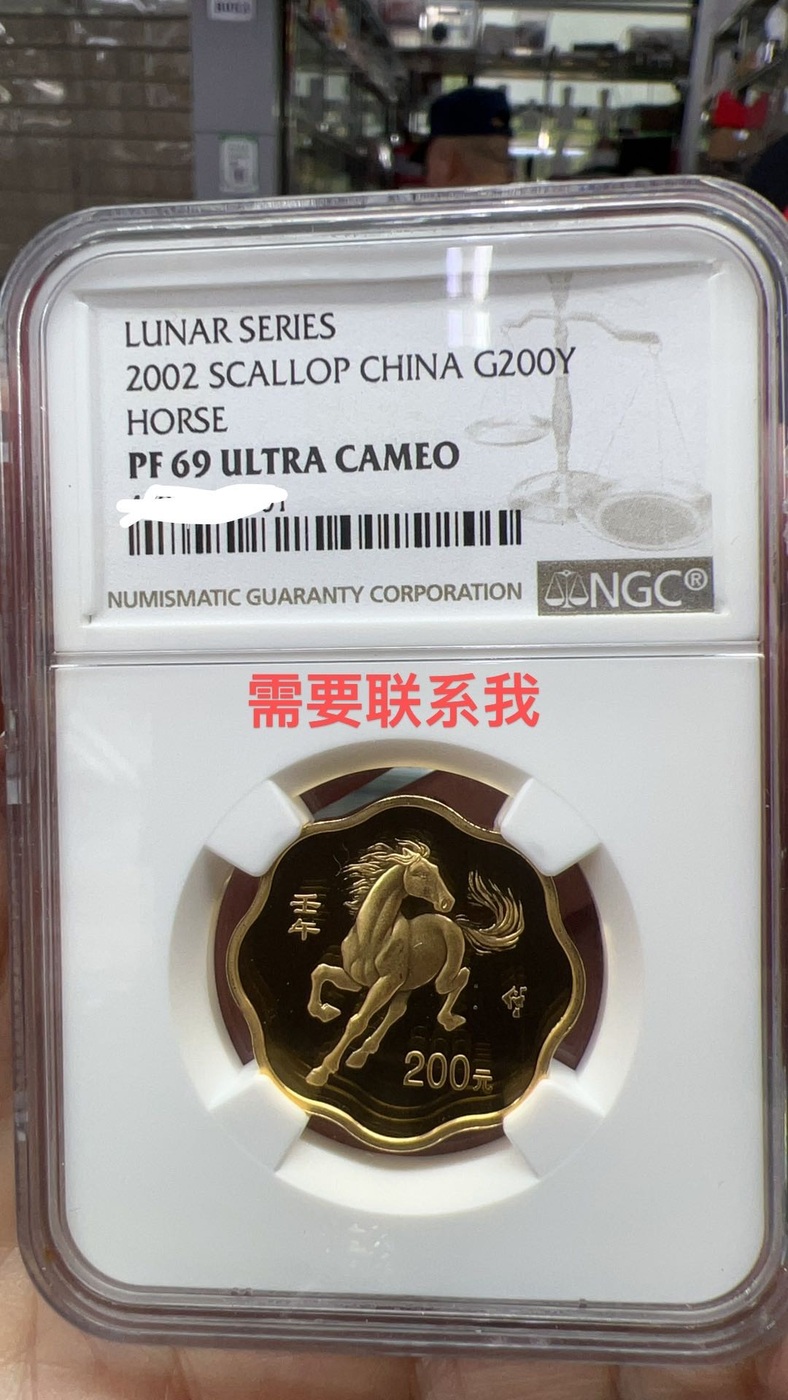 LUNAR SERIES
2002 SCALLOP CHINA G200Y
HORSE
PF 69 ULTRA CAMEO
NUMISMATIC GUARANTY CORPORATION
NGC®
需要联系我
壬午
200元